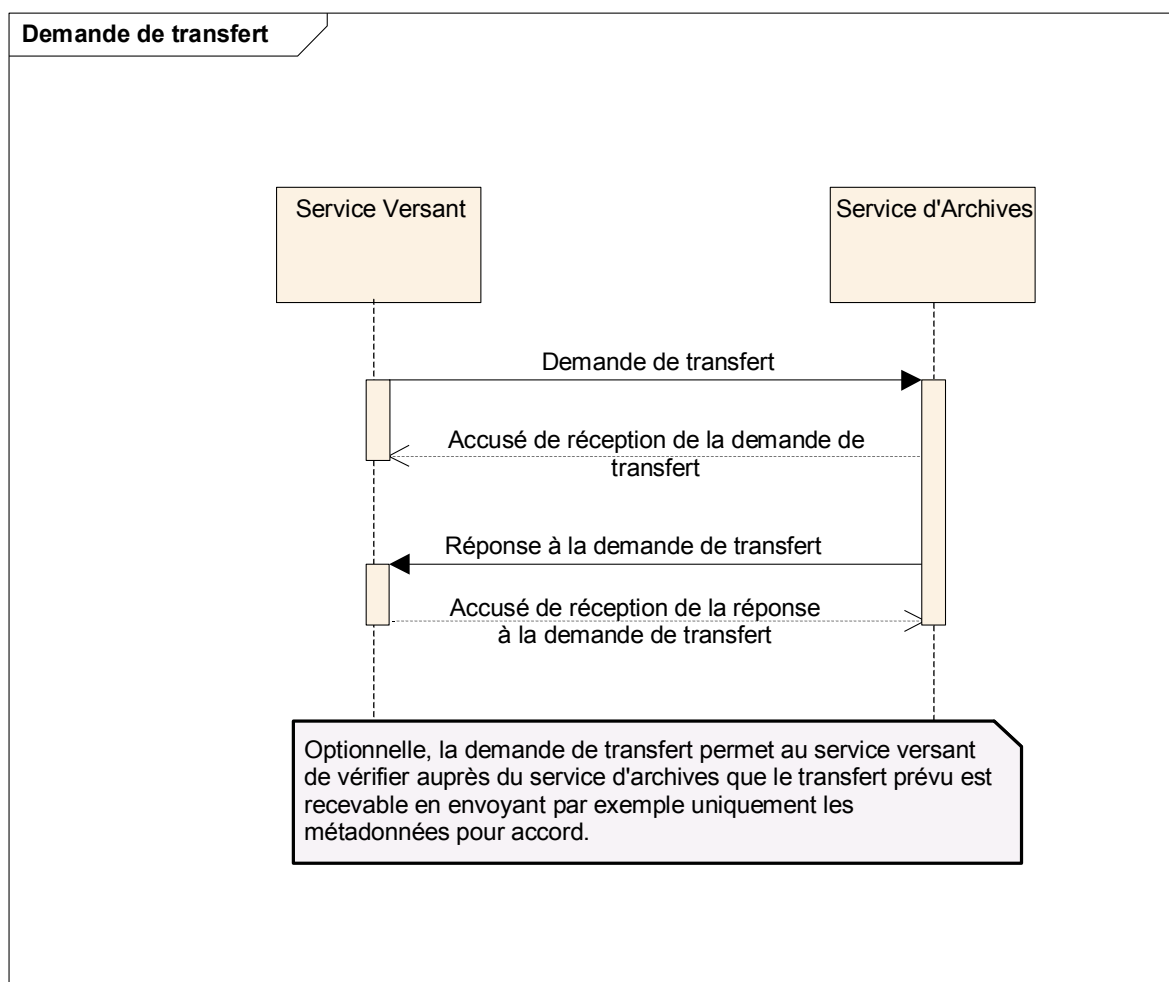 Demande de transfert
Service Versant
Service d'Archives
Demande de transfert
Accusé de réception de la demande de
transfert
Réponse à la demande de transfert
Accusé de réception de la réponse
à la demande de transfert
Optionnelle, la demande de transfert permet au service versant
de vérifier auprès du service d'archives que le transfert prévu est
recevable en envoyant par exemple uniquement les
métadonnées pour accord.